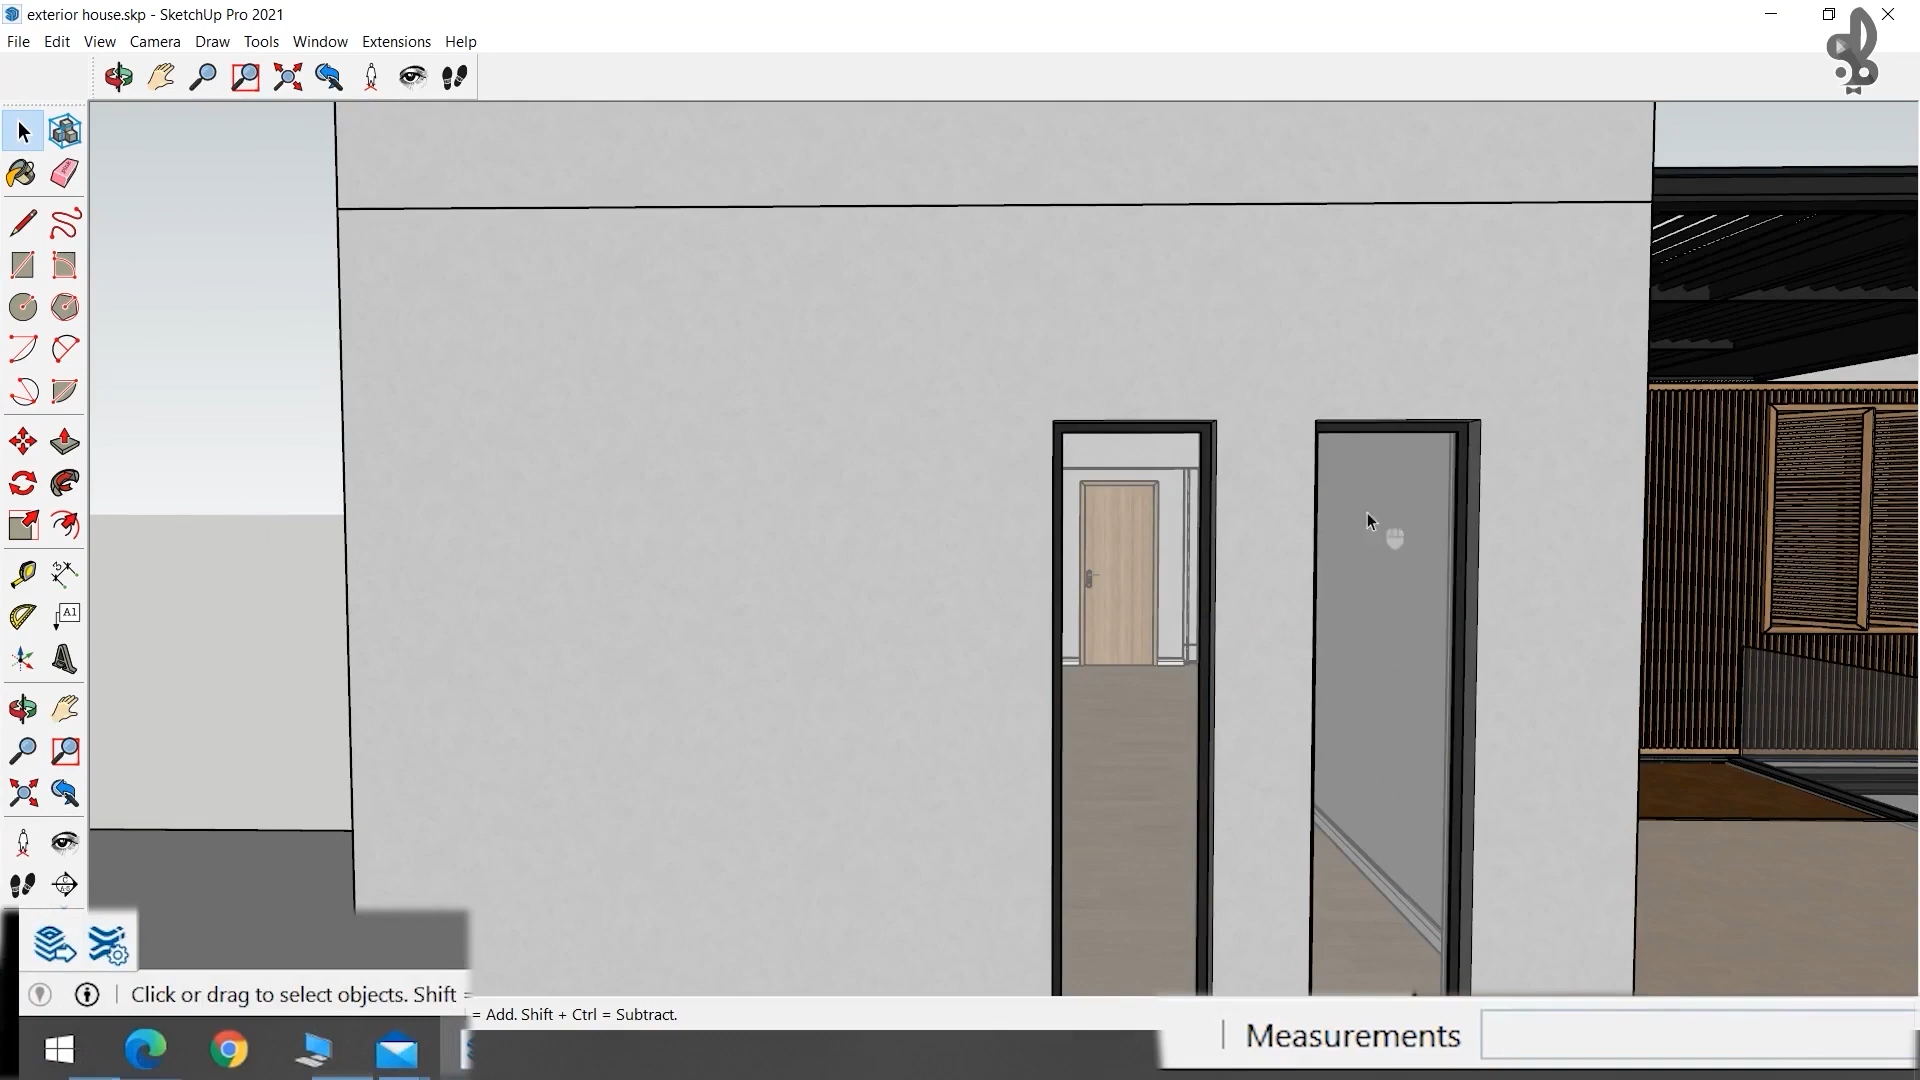 exterior house.skp - SketchUp Pro 2021
File Edit View Camera Draw Tools Window Extensions Help
A1
Click or drag to select objects. Shift =
= Add. Shift + Ctrl = Subtract.
Measurements